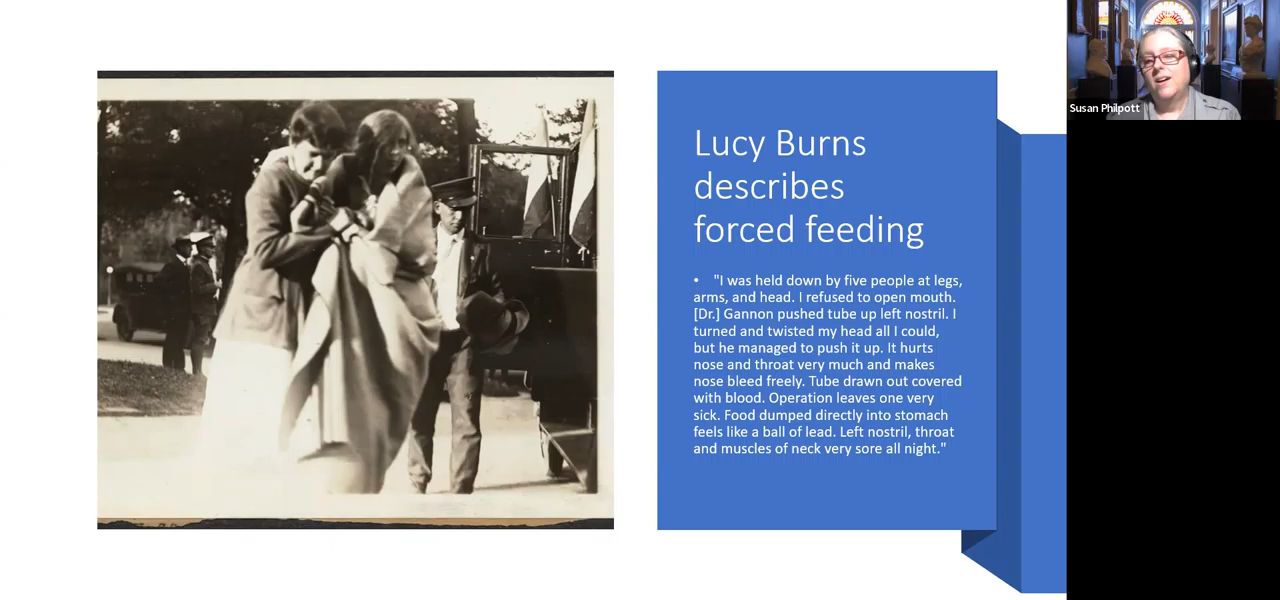 Lucy Burns
describes
forced feeding
• "I was held down by five people at legs,
arms, and head. I refused to open mouth.
[Dr.] Gannon pushed tube up left nostril. I
turned and twisted my head all I could,
but he managed to push it up. It hurts
nose and throat very much and makes
nose bleed freely. Tube drawn out covered
with blood. Operation leaves one very
sick. Food dumped directly into stomach
feels like a ball of lead. Left nostril, throat
and muscles of neck very sore all night."
Susan Philpott